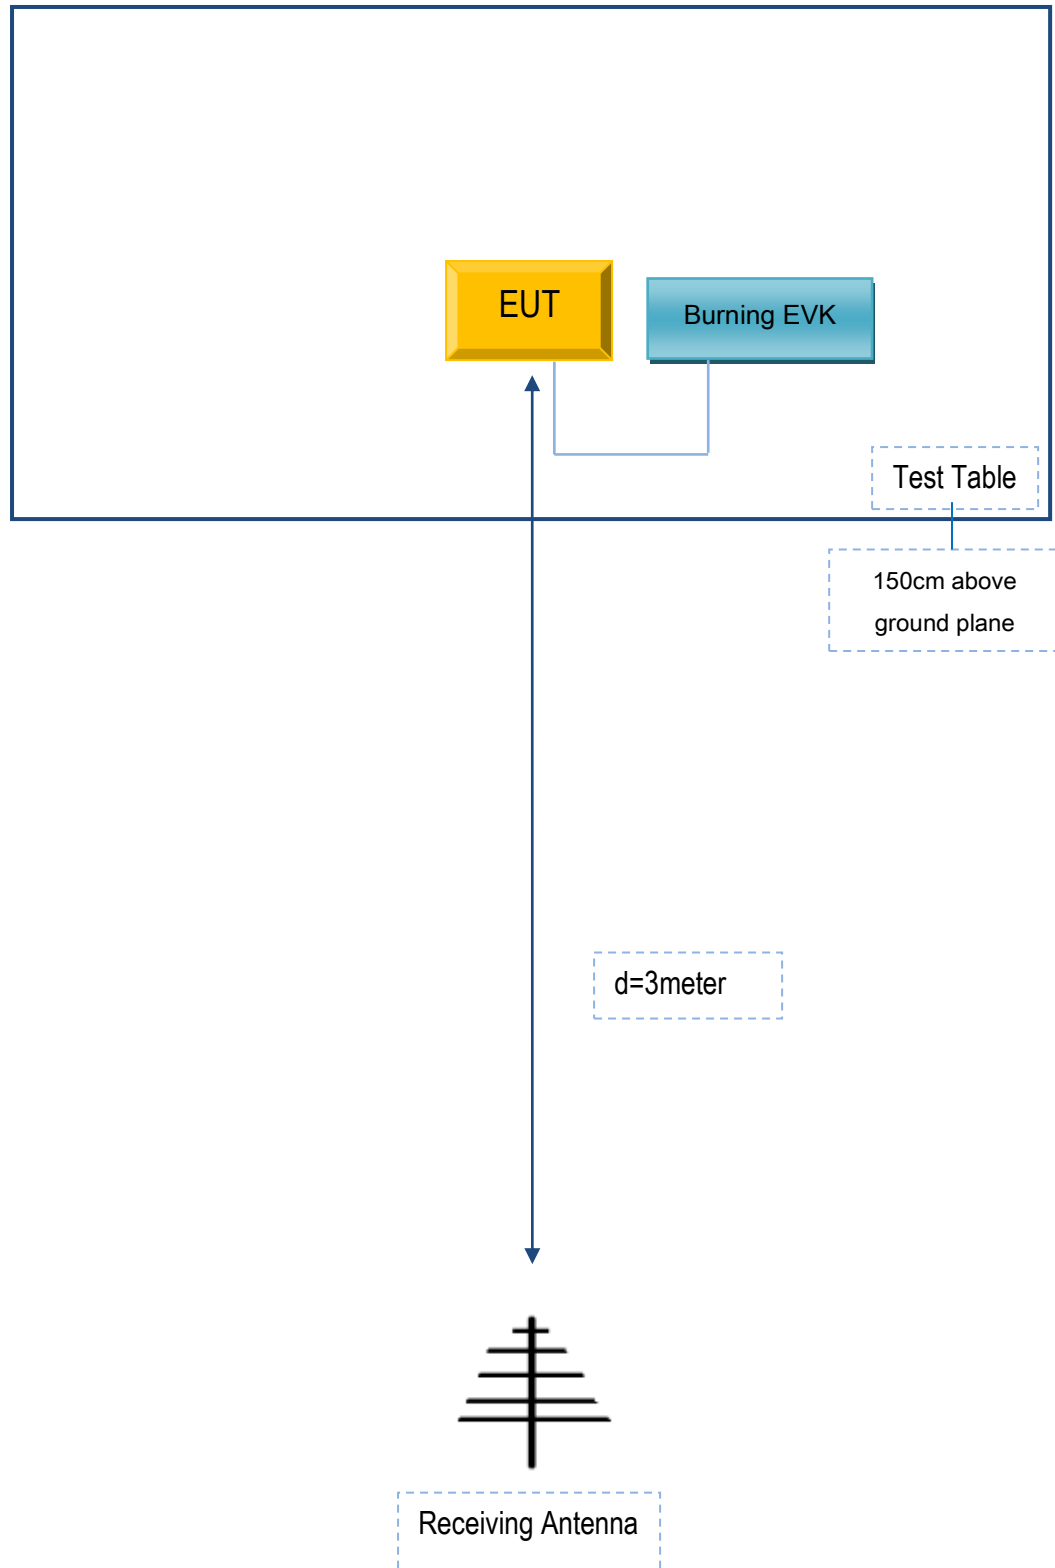 EUT
Burning EVK
Test Table
150cm above
ground plane
d=3meter
Receiving Antenna